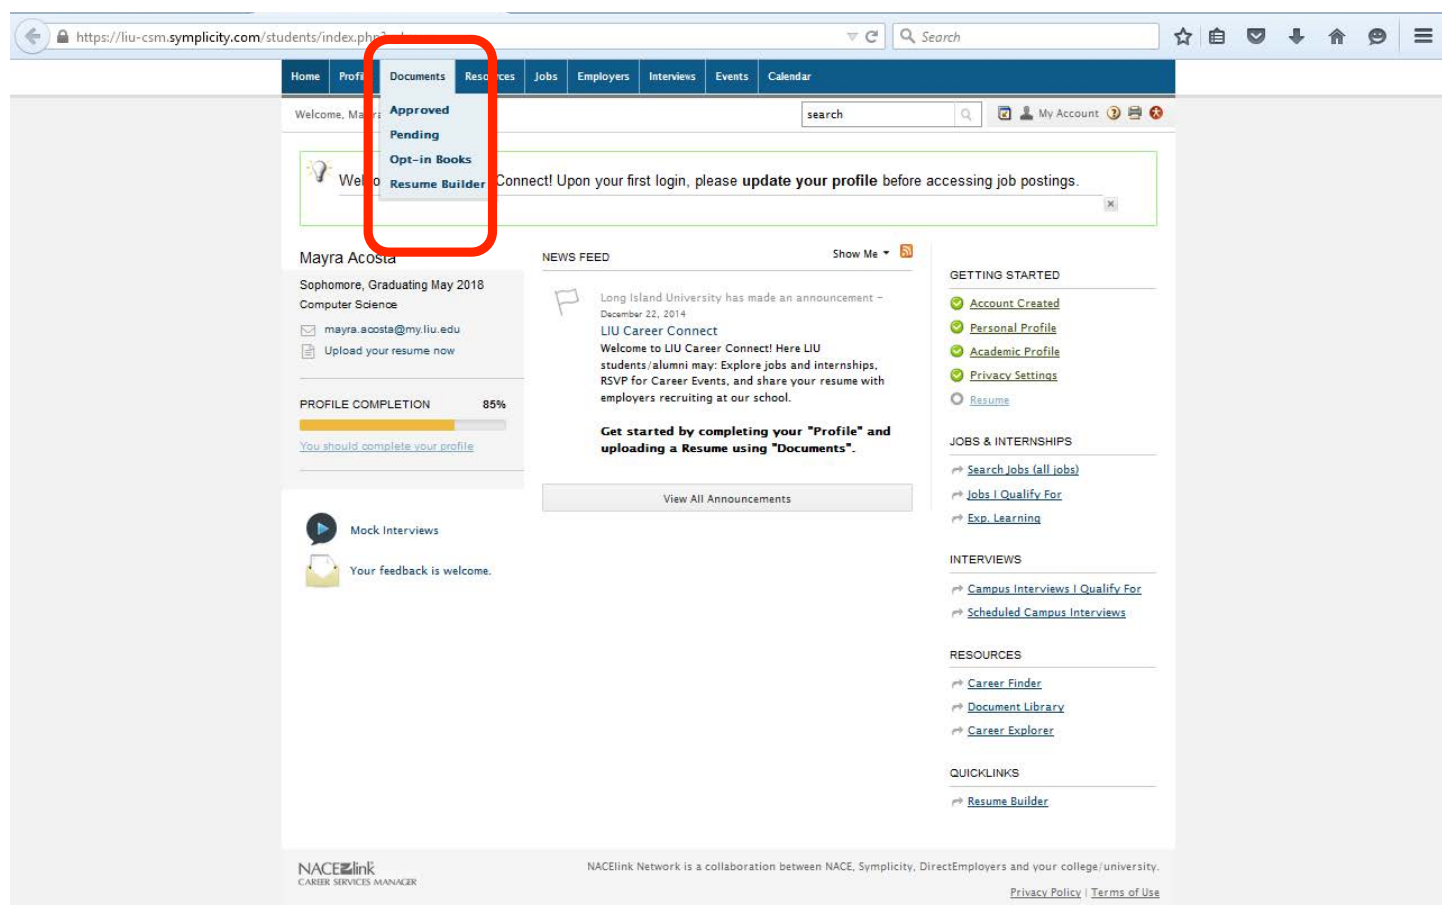 https://liu-csm.symplicity.com/students/index.php?
Search
Home Profile Documents Resources Jobs Employers Interviews Events Calendar
Welcome,
search
My Account
Approved
Pending
Opt-in Books
Resume Builder
Connect! Upon your first login, please update your profile before accessing job postings.
Mayra Acosta
Sophomore, Graduating May 2018
Computer Science
mayra.acosta@my.liu.edu
Upload your resume now
PROFILE COMPLETION 85%
You should complete your profile
Mock Interviews
Your feedback is welcome.
NEWS FEED
Show Me
Long Island University has made an announcement –
December 22, 2014
LIU Career Connect
Welcome to LIU Career Connect! Here LIU
students/alumni may: Explore jobs and internships,
RSVP for Career Events, and share your resume with
employers recruiting at our school.
Get started by completing your "Profile" and
uploading a Resume using "Documents".
View All Announcements
GETTING STARTED
Account Created
Personal Profile
Academic Profile
Privacy Settings
Resume
JOBS & INTERNSHIPS
Search Jobs (all jobs)
Jobs I Qualify For
Exp. Learning
INTERVIEWS
Campus Interviews I Qualify For
Scheduled Campus Interviews
RESOURCES
Career Finder
Document Library
Career Explorer
QUICKLINKS
Resume Builder
NACElink
CAREER SERVICES MANAGER
NACElink Network is a collaboration between NACE, Symplicity, DirectEmployers and your college/university.
Privacy Policy | Terms of Use